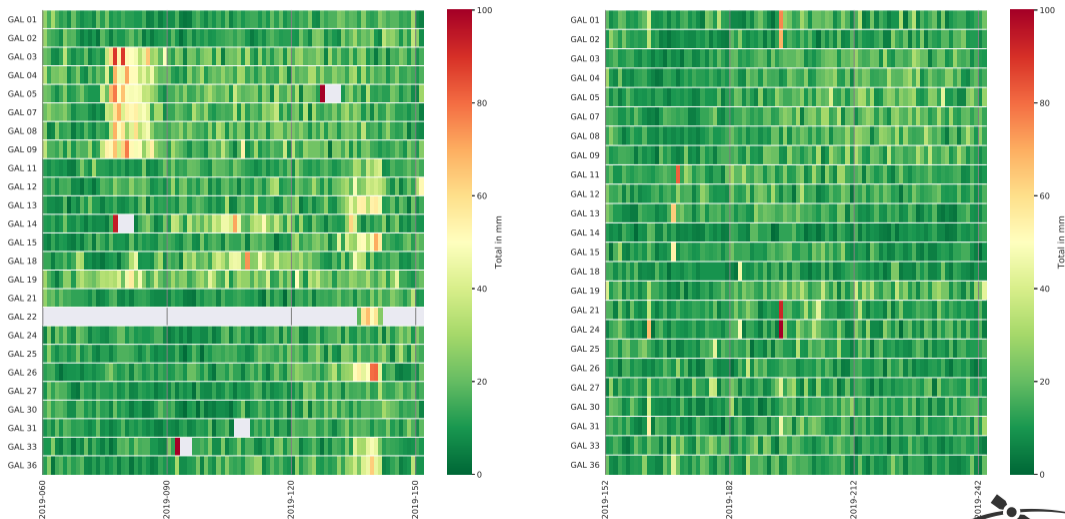 GAL 01
GAL 02
GAL 03
GAL 04
GAL 05
GAL 07
GAL 08
GAL 09
GAL 11
GAL 12
GAL 13
GAL 14
GAL 15
GAL 18
GAL 19
GAL 21
GAL 22
GAL 24
GAL 25
GAL 26
GAL 27
GAL 30
GAL 31
GAL 33
GAL 36
2019-060
2019-090
2019-120
2019-150
100
80
60
40
20
0
Total in mm
GAL 01
GAL 02
GAL 03
GAL 04
GAL 05
GAL 07
GAL 08
GAL 09
GAL 11
GAL 12
GAL 13
GAL 14
GAL 15
GAL 18
GAL 19
GAL 21
GAL 24
GAL 25
GAL 26
GAL 27
GAL 30
GAL 31
GAL 33
GAL 36
2019-152
2019-182
2019-212
2019-242
100
80
60
40
20
0
Total in mm